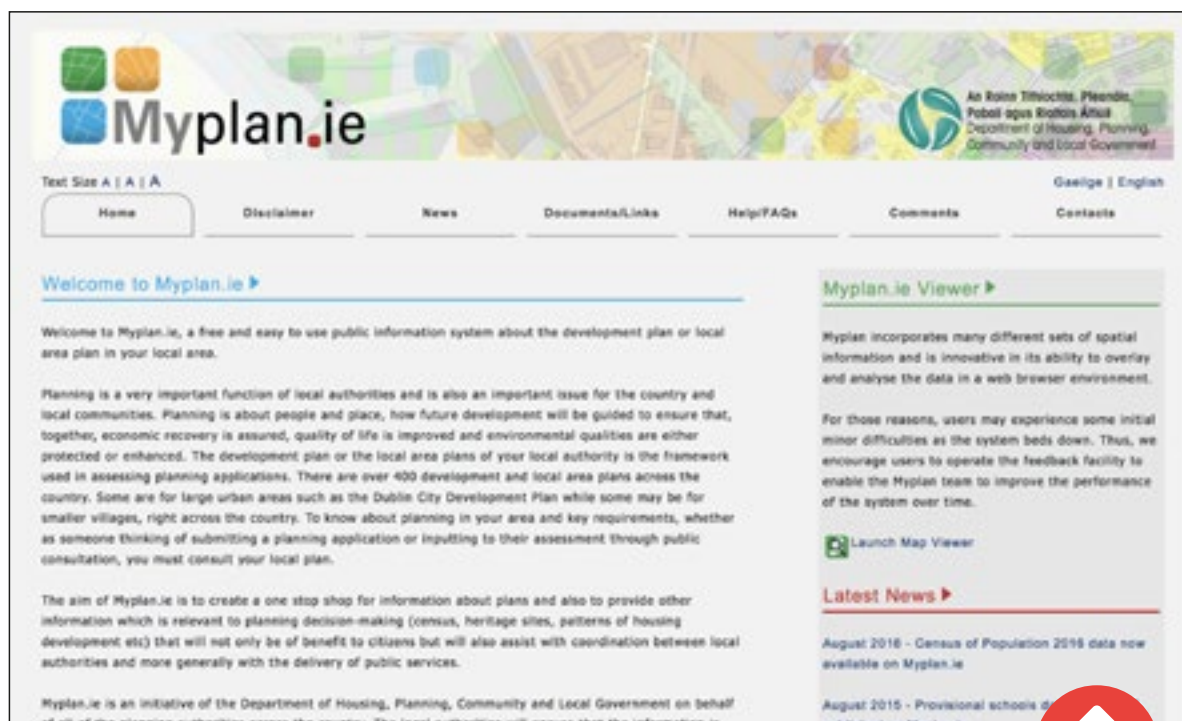 Myplan.ie
An Roinn Tithíochta, Pleanála,
Pobail agus Rialtais Áitiúil
Department of Housing, Planning,
Community and Local Government
Text Size A | A | A
Gaeilge | English
Home
Disclaimer
News
Documents/Links
Help/FAQs
Comments
Contacts
Welcome to Myplan.ie
Welcome to Myplan.ie, a free and easy to use public information system about the development plan or local
area plan in your local area.
Planning is a very important function of local authorities and is also an important issue for the country and
local communities. Planning is about people and place, how future development will be guided to ensure that,
together, economic recovery is assured, quality of life is improved and environmental qualities are either
protected or enhanced. The development plan or the local area plans of your local authority is the framework
used in assessing planning applications. There are over 400 development and local area plans across the
country. Some are for large urban areas such as the Dublin City Development Plan while some may be for
smaller villages, right across the country. To know about planning in your area and key requirements, whether
as someone thinking of submitting a planning application or inputting to their assessment through public
consultation, you must consult your local plan.
The aim of Myplan.ie is to create a one stop shop for information about plans and also to provide other
information which is relevant to planning decision-making (census, heritage sites, patterns of housing
development etc) that will not only be of benefit to citizens but will also assist with coordination between local
authorities and more generally with the delivery of public services.
Myplan.ie is an initiative of the Department of Housing, Planning, Community and Local Government on behalf
of all of the planning authorities across the country. The local authorities will ensure that the information is
Myplan.ie Viewer
Myplan incorporates many different sets of spatial
information and is innovative in its ability to overlay
and analyse the data in a web browser environment.
For those reasons, users may experience some initial
minor difficulties as the system beds down. Thus, we
encourage users to operate the feedback facility to
enable the Myplan team to improve the performance
of the system over time.
Launch Map Viewer
Latest News
August 2016 - Census of Population 2016 data now
available on Myplan.ie
August 2015 - Provisional schools